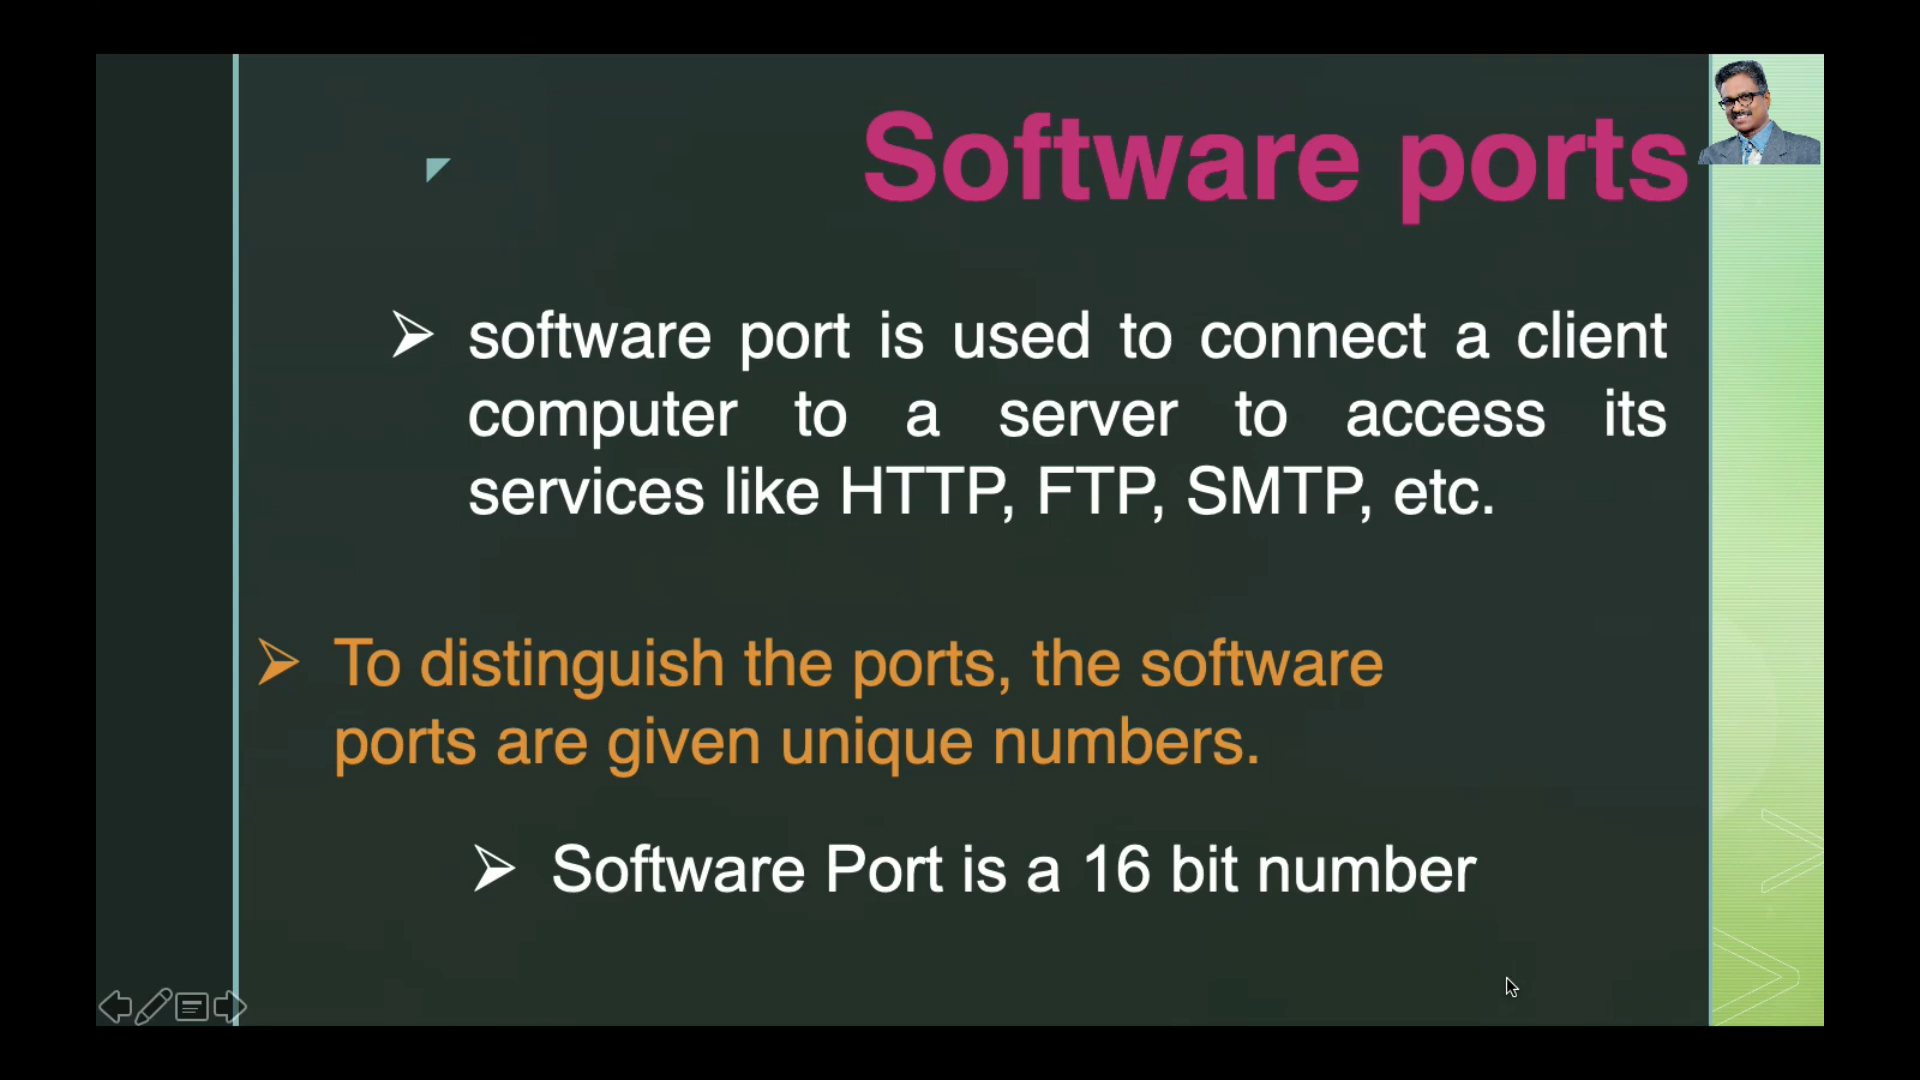 Software ports
software port is used to connect a client
computer to a server to access its
services like HTTP, FTP, SMTP, etc.
To distinguish the ports, the software
ports are given unique numbers.
Software Port is a 16 bit number